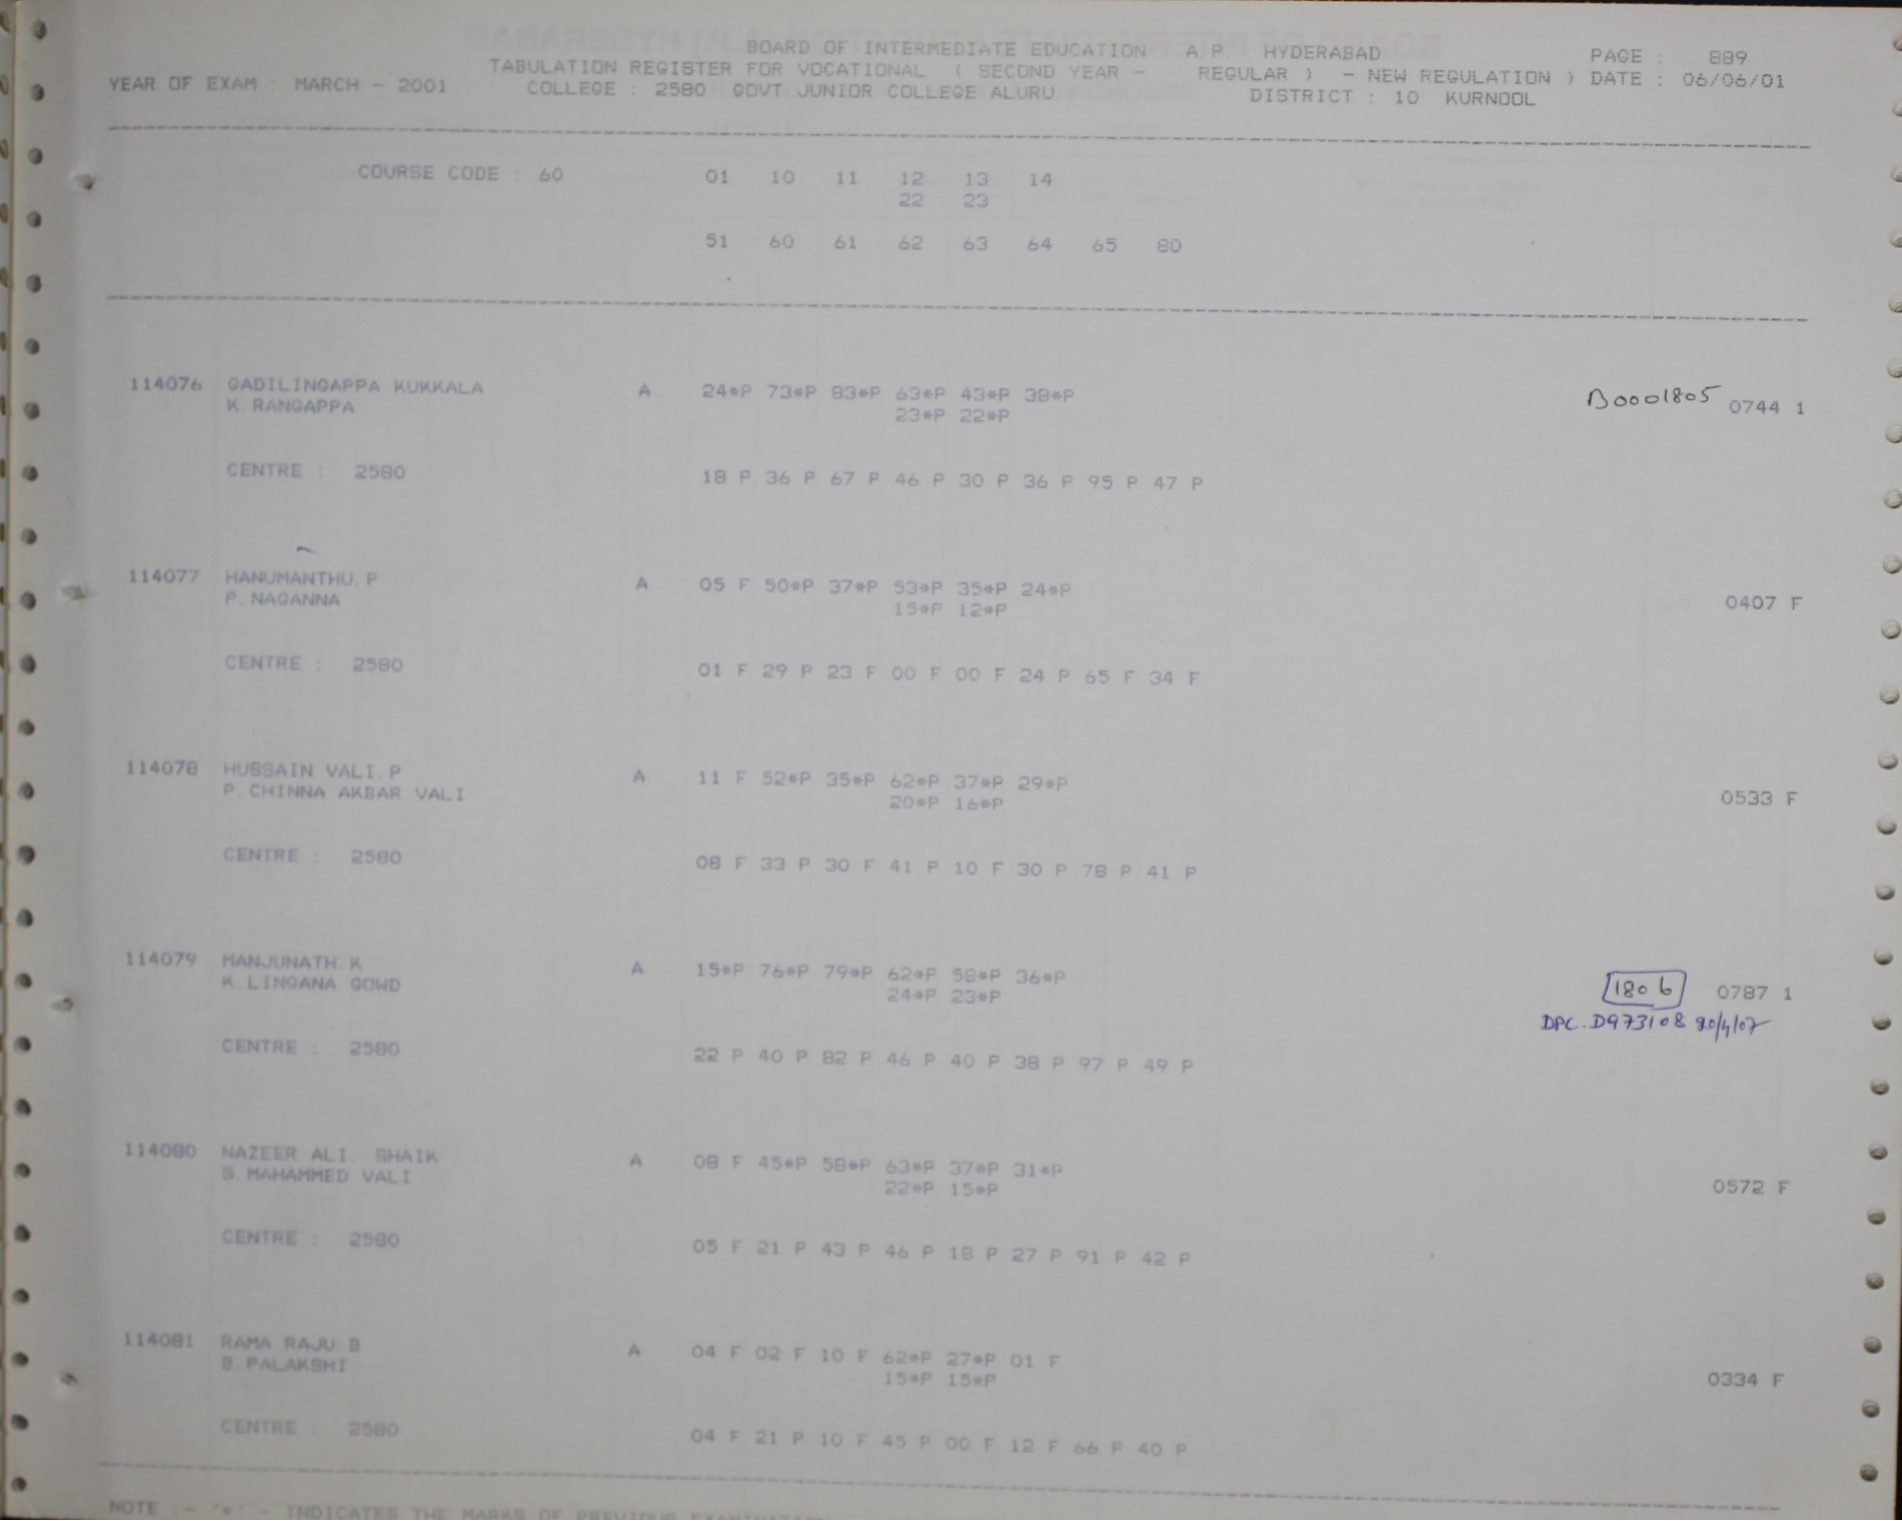 BOARD OF INTERMEDIATE EDUCATION A.P. HYDERABAD PAGE : 889
TABULATION REGISTER FOR VOCATIONAL ( SECOND YEAR - REGULAR ) - NEW REGULATION ) DATE : 06/06/01
YEAR OF EXAM : MARCH - 2001 COLLEGE : 2580 GOVT JUNIOR COLLEGE ALURU DISTRICT : 10 KURNOOL
COURSE CODE : 60 01 10 11 12 13 14
22 23
51 60 61 62 63 64 65 80
114076 GADILINGAPPA KUKKALA A 24*P 73*P 83*P 63*P 43*P 38*P B0001805 0744 1
K. RANGAPPA 23*P 22*P
CENTRE : 2580 18 P 36 P 67 P 46 P 30 P 36 P 95 P 47 P
114077 HANUMANTHU. P A 05 F 50*P 37*P 53*P 35*P 24*P 0407 F
P. NAGANNA 15*P 12*P
CENTRE : 2580 01 F 29 P 23 F 00 F 00 F 24 P 65 F 34 F
114078 HUSSAIN VALI. P A 11 F 52*P 35*P 62*P 37*P 29*P 0533 F
P. CHINNA AKBAR VALI 20*P 16*P
CENTRE : 2580 08 F 33 P 30 F 41 P 10 F 30 P 78 P 41 P
114079 MANJUNATH. K A 15*P 76*P 79*P 62*P 58*P 36*P 1806 0787 1
K. LINGANA GOWD 24*P 23*P DPC. D973108 20/4/07
CENTRE : 2580 22 P 40 P 82 P 46 P 40 P 38 P 97 P 49 P
114080 NAZEER ALI. SHAIK A 08 F 45*P 58*P 63*P 37*P 31*P 0572 F
S. MAHAMMED VALI 22*P 15*P
CENTRE : 2580 05 F 21 P 43 P 46 P 18 P 27 P 91 P 42 P
114081 RAMA RAJU. B A 04 F 02 F 10 F 62*P 27*P 01 F 0334 F
B. PALAKSHI 15*P 15*P
CENTRE : 2580 04 F 21 P 10 F 45 P 00 F 12 F 66 P 40 P
NOTE :- '*' - INDICATES THE MARKS OF PREVIOUS